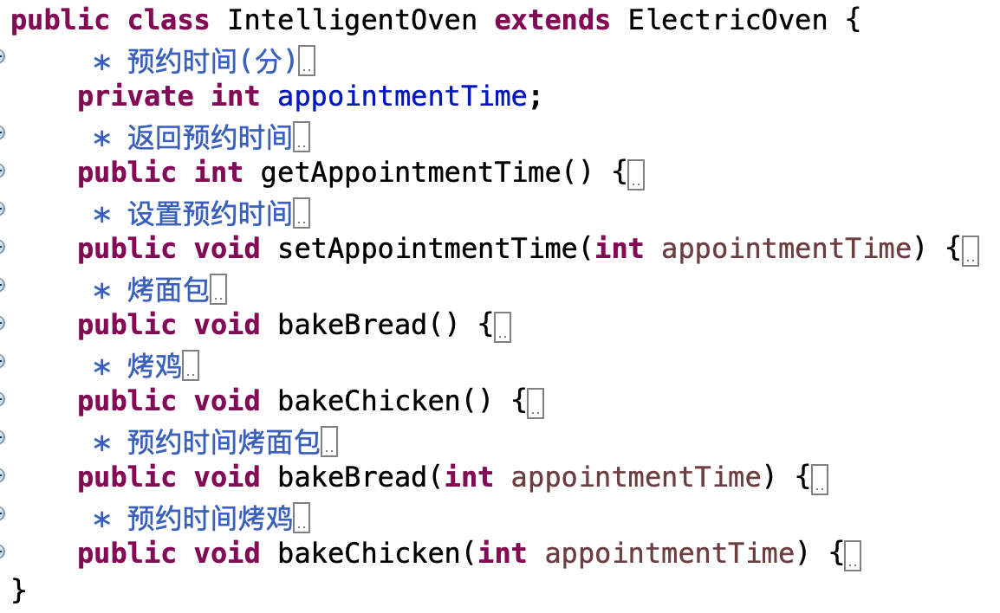 public class IntelligentOven extends ElectricOven {
* 预约时间(分)
private int appointmentTime;
* 返回预约时间
public int getAppointmentTime() {
* 设置预约时间
public void setAppointmentTime(int appointmentTime) {
* 烤面包
public void bakeBread() {
* 烤鸡
public void bakeChicken() {
* 预约时间烤面包
public void bakeBread(int appointmentTime) {
* 预约时间烤鸡
public void bakeChicken(int appointmentTime) {
}